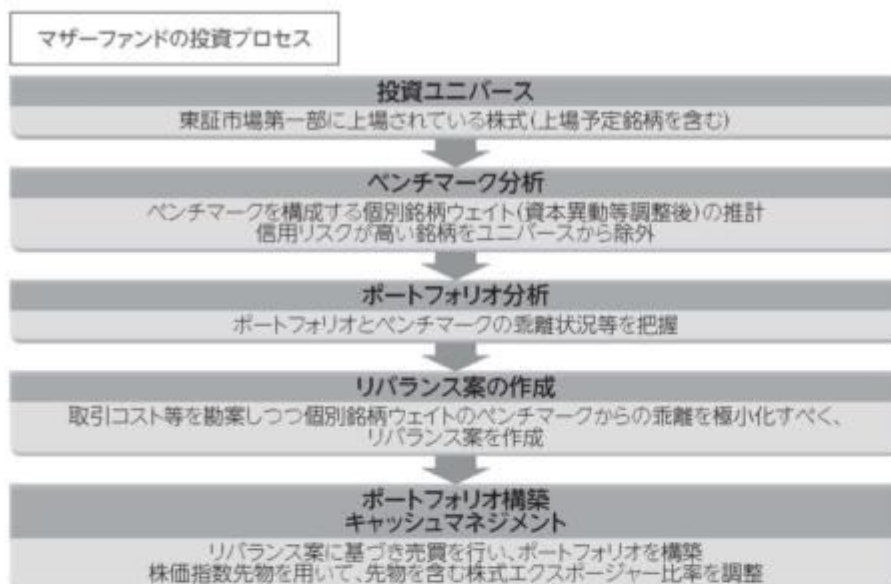 マザーファンドの投資プロセス
投資ユニバース
東証市場第一部に上場されている株式(上場予定銘柄を含む)
ベンチマーク分析
ベンチマークを構成する個別銘柄ウェイト(資本異動等調整後)の推計
信用リスクが高い銘柄をユニバースから除外
ポートフォリオ分析
ポートフォリオとベンチマークの乖離状況等を把握
リバランス案の作成
取引コスト等を勘案しつつ個別銘柄ウェイトのベンチマークからの乖離を極小化すべく、
リバランス案を作成
ポートフォリオ構築
キャッシュマネジメント
リバランス案に基づき売買を行い、ポートフォリオを構築
株価指数先物を用いて、先物を含む株式エクスポージャー比率を調整